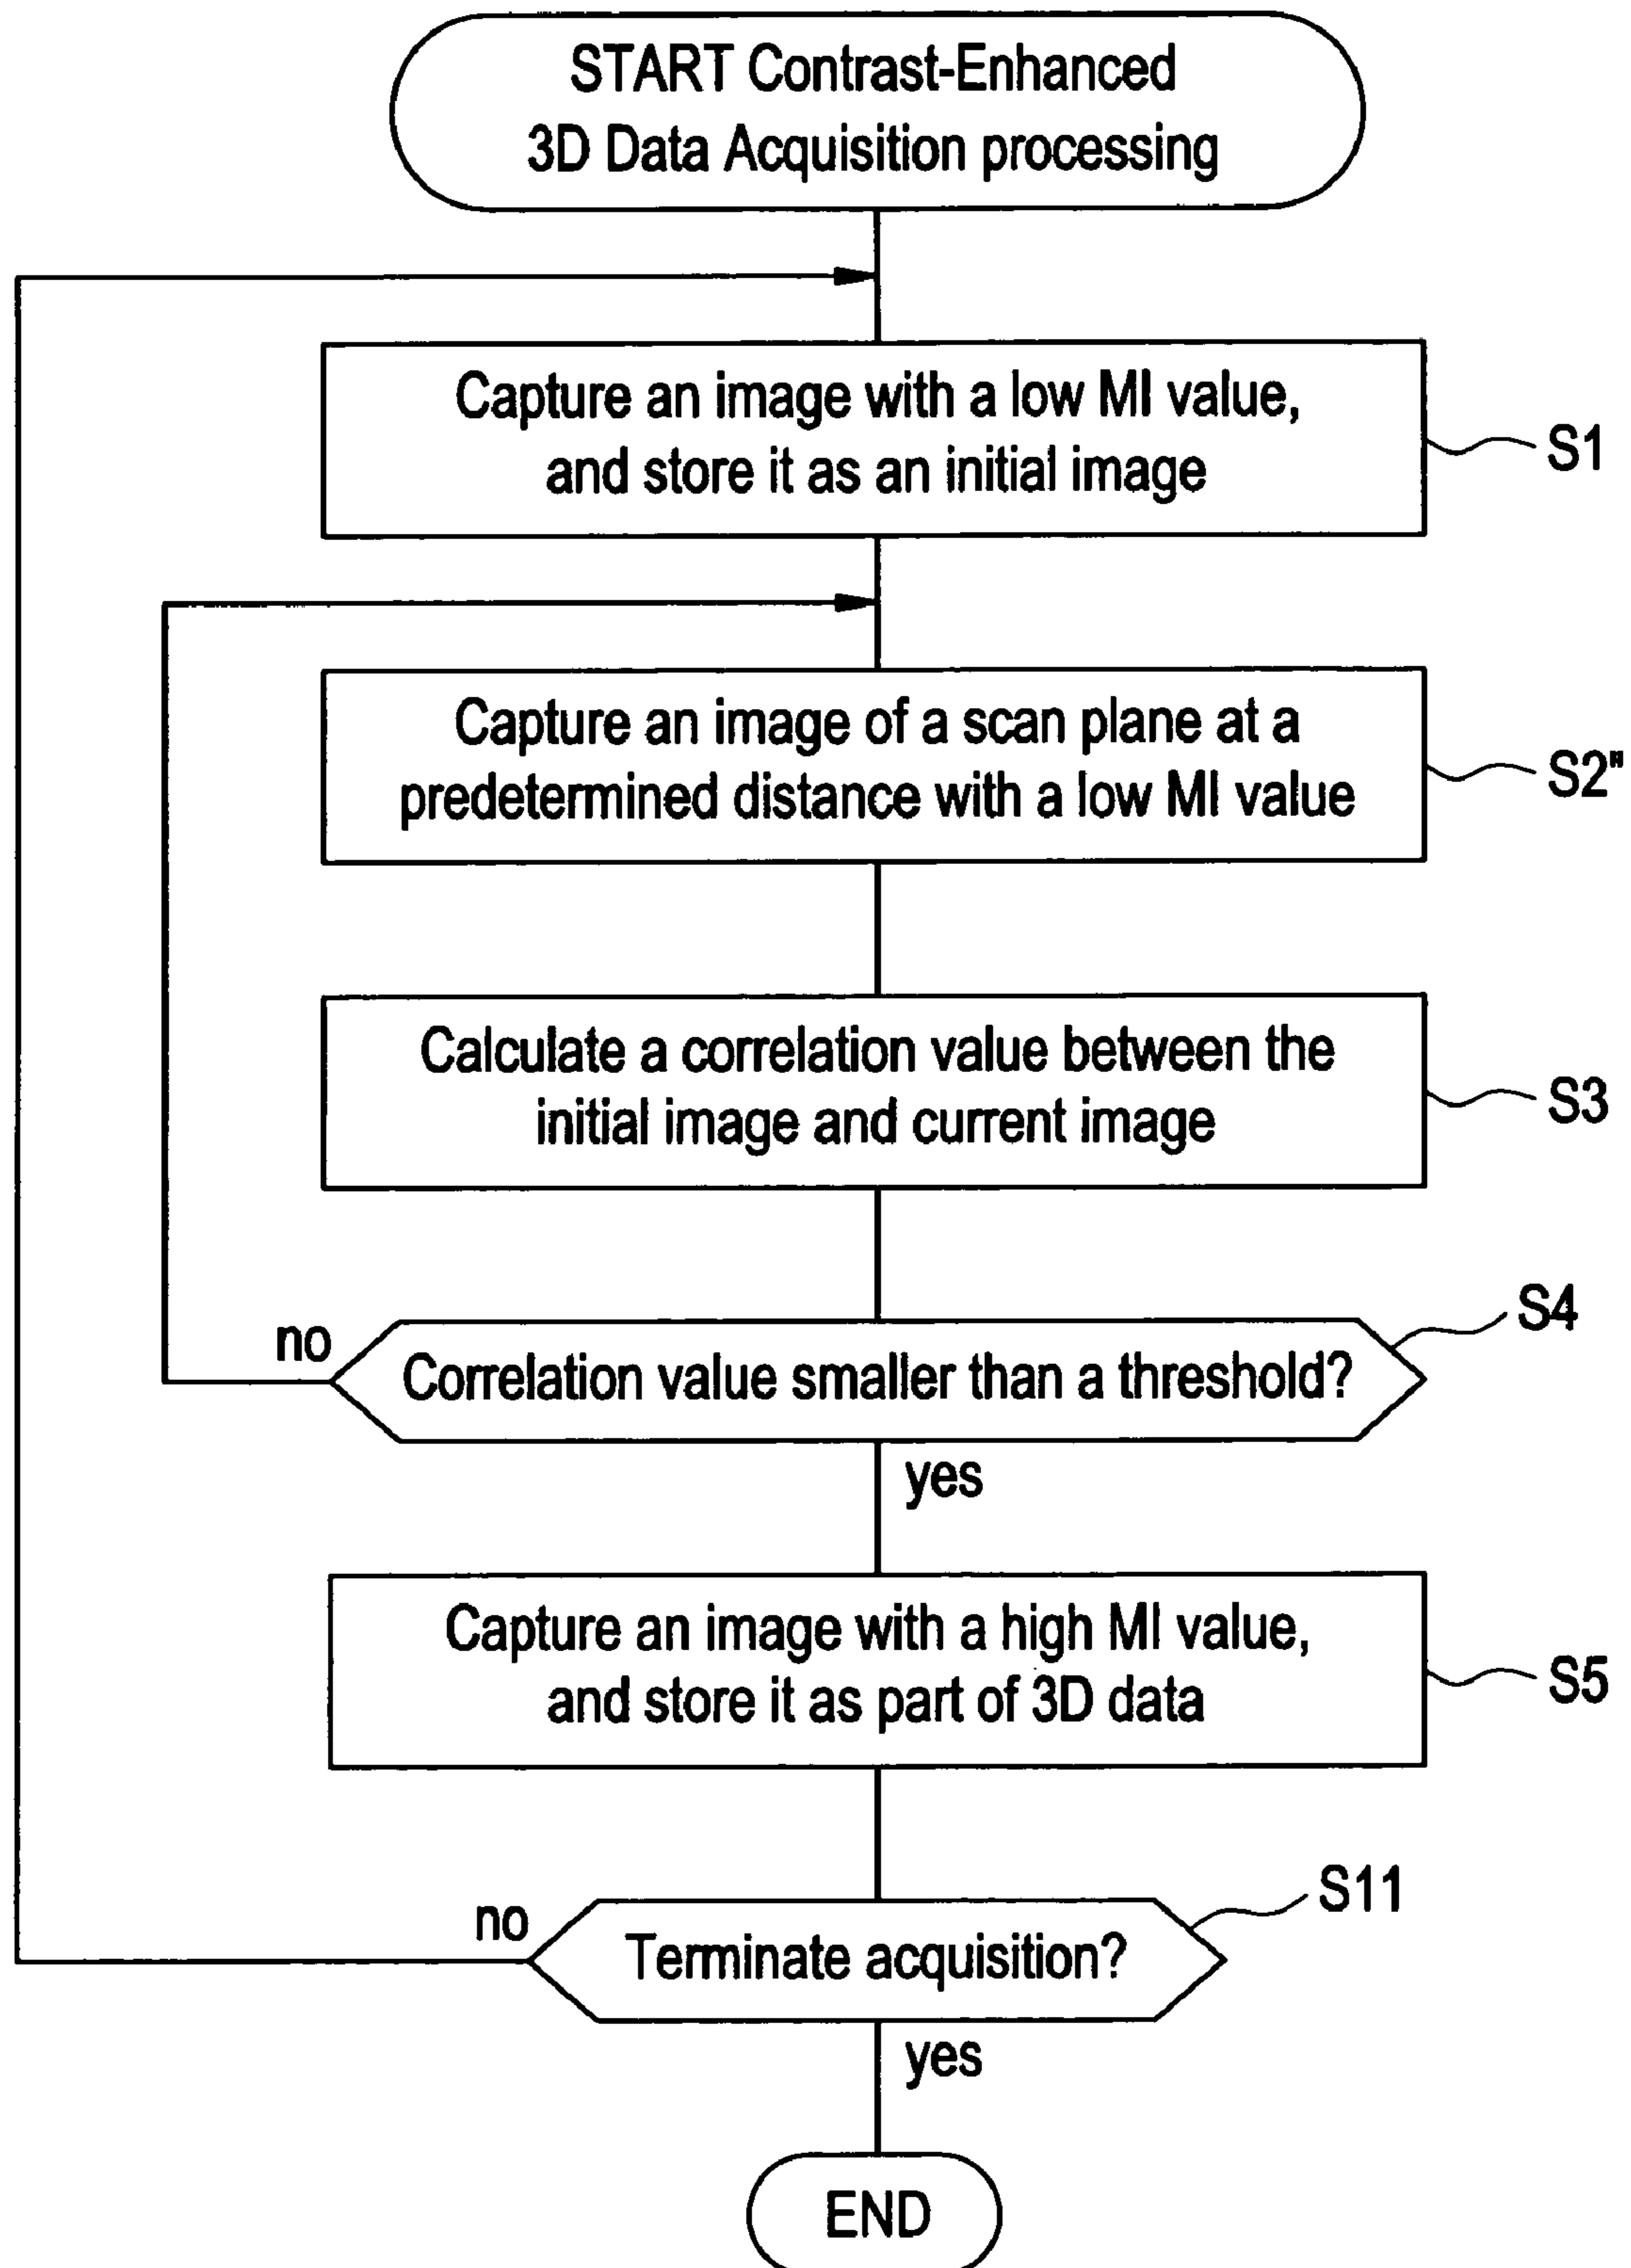 START Contrast-Enhanced
3D Data Acquisition processing
Capture an image with a low MI value,
and store it as an initial image
S1
Capture an image of a scan plane at a
predetermined distance with a low MI value
S2"
Calculate a correlation value between the
initial image and current image
S3
S4
no
Correlation value smaller than a threshold?
yes
Capture an image with a high MI value,
and store it as part of 3D data
S5
S11
no
Terminate acquisition?
yes
END